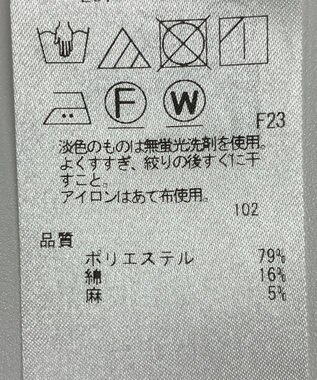 F W
F23
淡色のものは無蛍光洗剤を使用。
よくすすぎ、絞りの後すぐに干
すこと。
アイロンはあて布使用。
102
品質
ポリエステル 79%
綿 16%
麻 5%